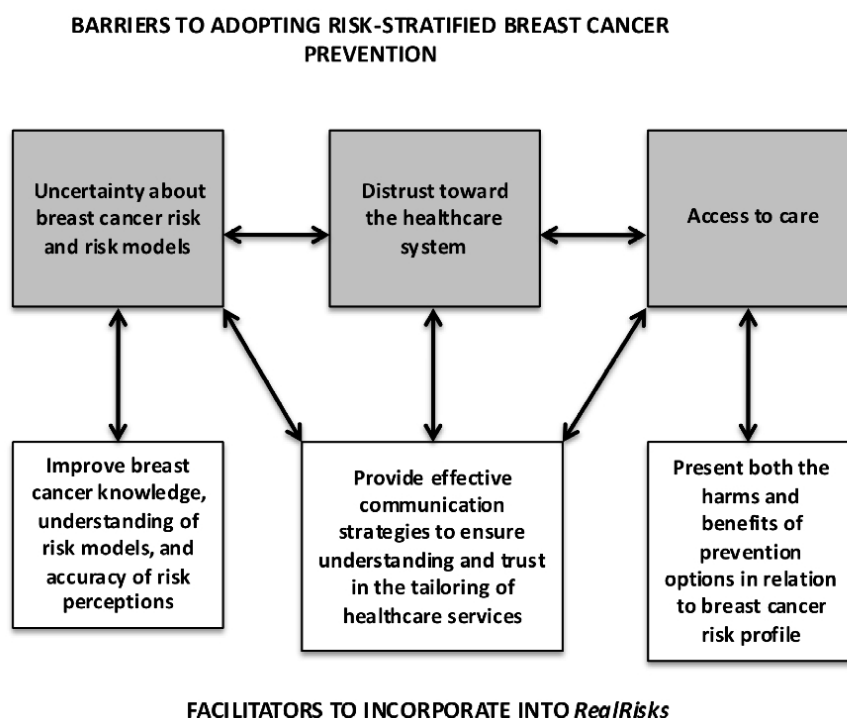 BARRIERS TO ADOPTING RISK-STRATIFIED BREAST CANCER
PREVENTION
Uncertainty about
breast cancer risk
and risk models
Distrust toward
the healthcare
system
Access to care
Improve breast
cancer knowledge,
understanding of
risk models, and
accuracy of risk
perceptions
Provide effective
communication
strategies to ensure
understanding and trust
in the tailoring of
healthcare services
Present both the
harms and
benefits of
prevention
options in relation
to breast cancer
risk profile
FACILITATORS TO INCORPORATE INTO RealRisks